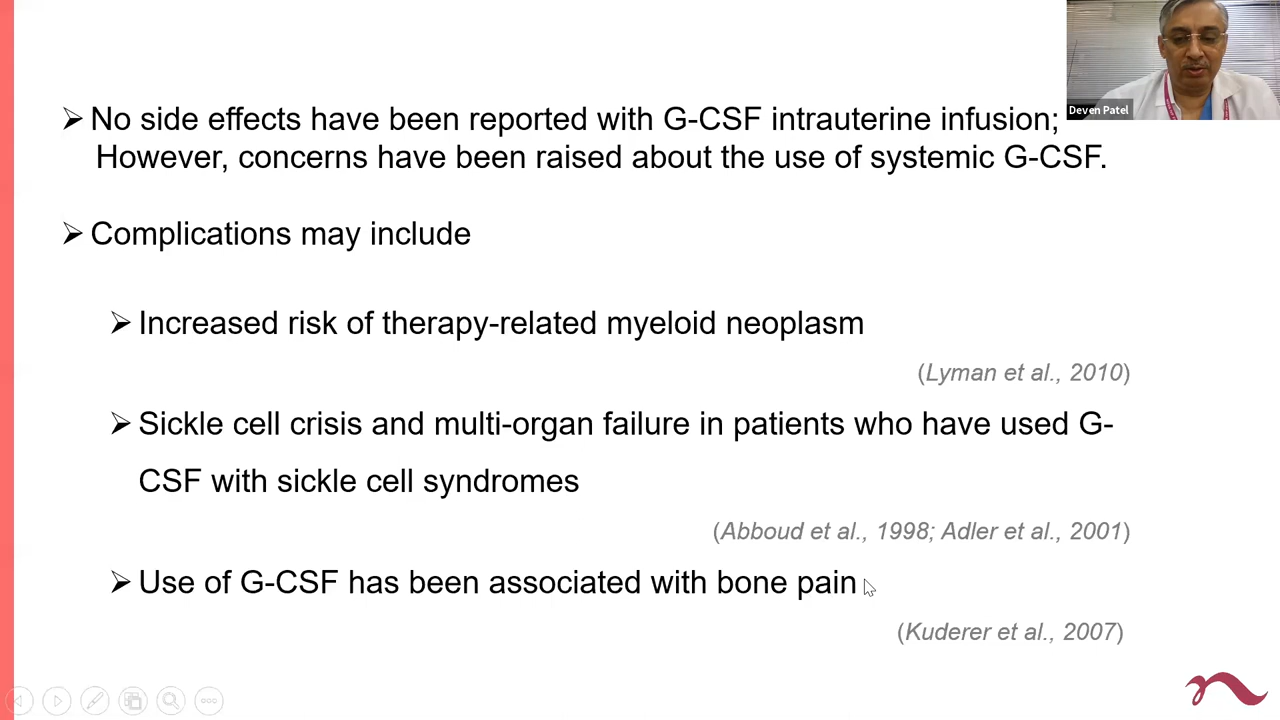 Deven Patel
➢ No side effects have been reported with G-CSF intrauterine infusion;
However, concerns have been raised about the use of systemic G-CSF.
➢ Complications may include
➢ Increased risk of therapy-related myeloid neoplasm
(Lyman et al., 2010)
➢ Sickle cell crisis and multi-organ failure in patients who have used G-
CSF with sickle cell syndromes
(Abboud et al., 1998; Adler et al., 2001)
➢ Use of G-CSF has been associated with bone pain
(Kuderer et al., 2007)